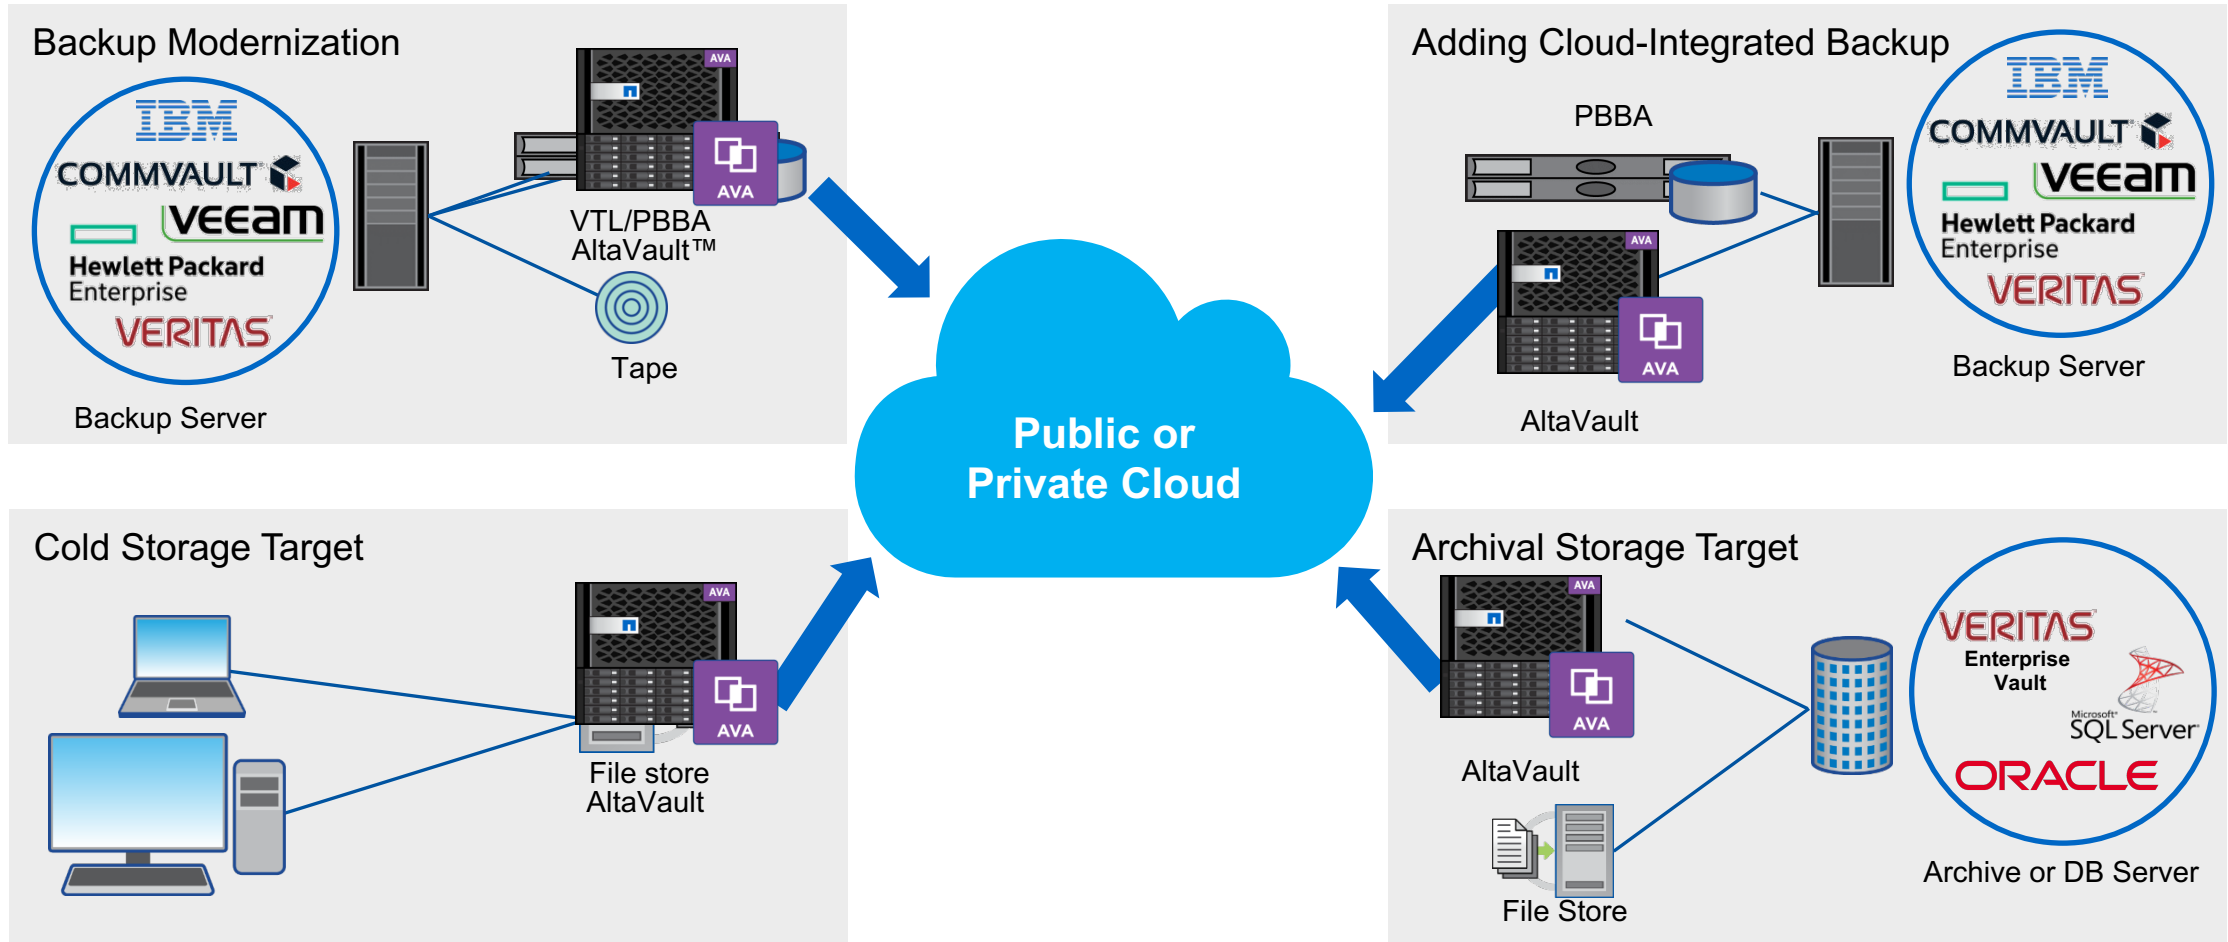 Backup Modernization
IBM
COMMVAULT
veeam
Hewlett Packard
Enterprise
VERITAS
Backup Server
AVA
AVA
VTL/PBBA
AltaVault™
Tape
Adding Cloud-Integrated Backup
PBBA
AVA
AVA
AltaVault
IBM
COMMVAULT
veeam
Hewlett Packard
Enterprise
VERITAS
Backup Server
Public or
Private Cloud
Cold Storage Target
AVA
AVA
File store
AltaVault
Archival Storage Target
AVA
AVA
AltaVault
File Store
VERITAS
Enterprise
Vault
Microsoft®
SQL Server
ORACLE
Archive or DB Server